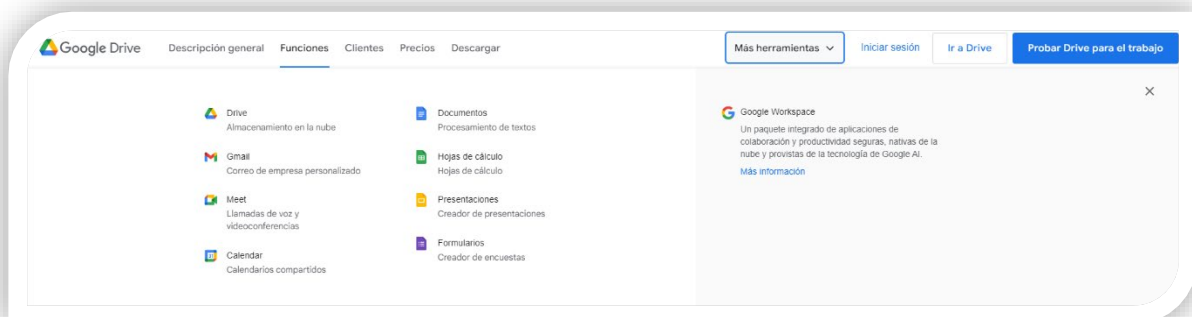 Google Drive
Descripción general
Funciones
Clientes
Precios
Descargar
Más herramientas
Iniciar sesión
Ir a Drive
Probar Drive para el trabajo
Drive
Almacenamiento en la nube
Gmail
Correo de empresa personalizado
Meet
Llamadas de voz y
videoconferencias
Calendar
Calendarios compartidos
Documentos
Procesamiento de textos
Hojas de cálculo
Hojas de cálculo
Presentaciones
Creador de presentaciones
Formularios
Creador de encuestas
Google Workspace
Un paquete integrado de aplicaciones de
colaboración y productividad seguras, nativas de la
nube y provistas de la tecnología de Google AI.
Más información